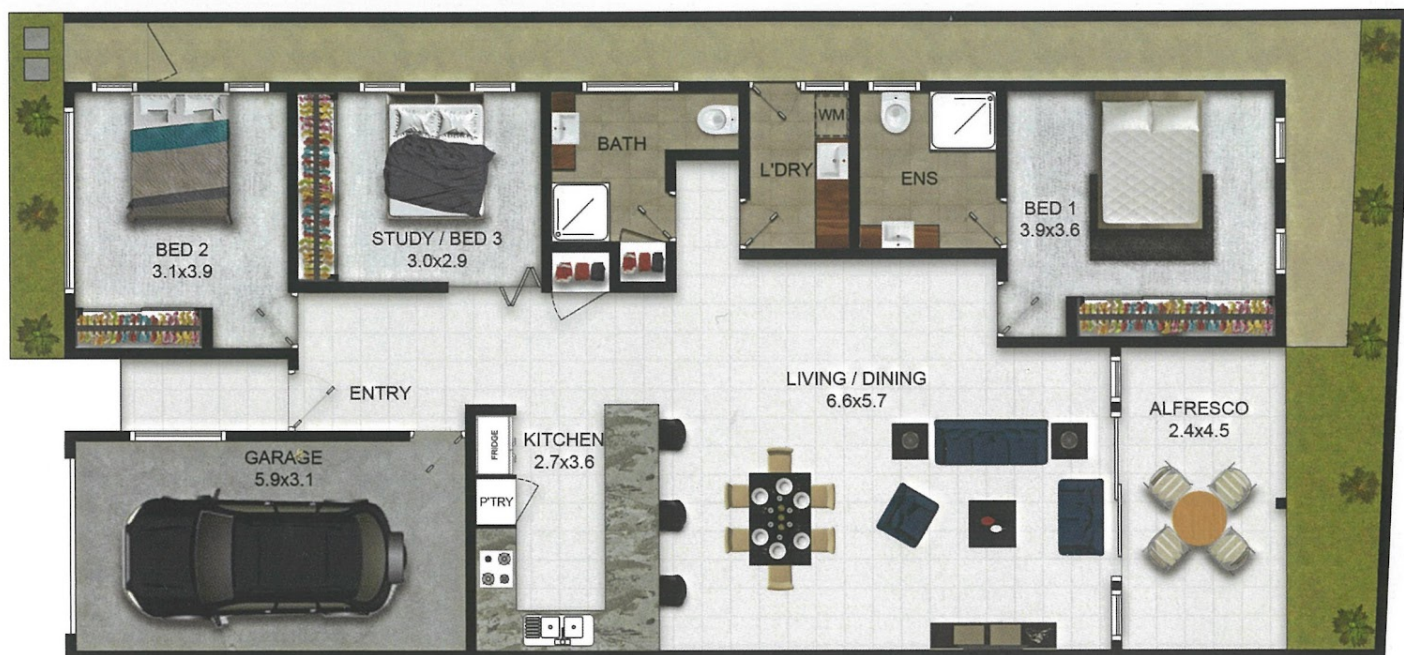 BATH
WM
L'DRY
ENS
BED 1
3.9x3.6
BED 2
3.1x3.9
STUDY / BED 3
3.0x2.9
ENTRY
LIVING / DINING
6.6x5.7
ALFRESCO
2.4x4.5
GARAGE
5.9x3.1
FRIDGE
KITCHEN
2.7x3.6
P'TRY